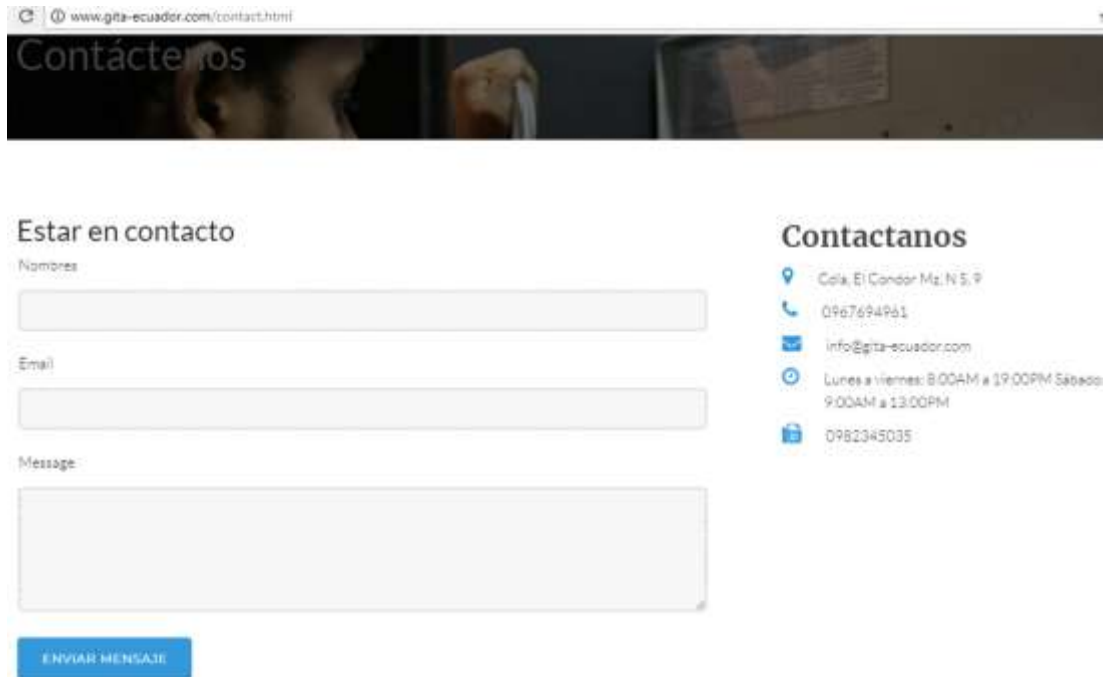 www.gita-ecuador.com/contact.html
Contáctenos
Estar en contacto
Nombres
Email
Message
ENVIAR MENSAJE
Contactanos
Cdla, El Condor Mz, N S, 9
0967694961
info@gita-ecuador.com
Lunes a viernes: 8:00AM a 19:00PM Sábado:
9:00AM a 13:00PM
0982345035